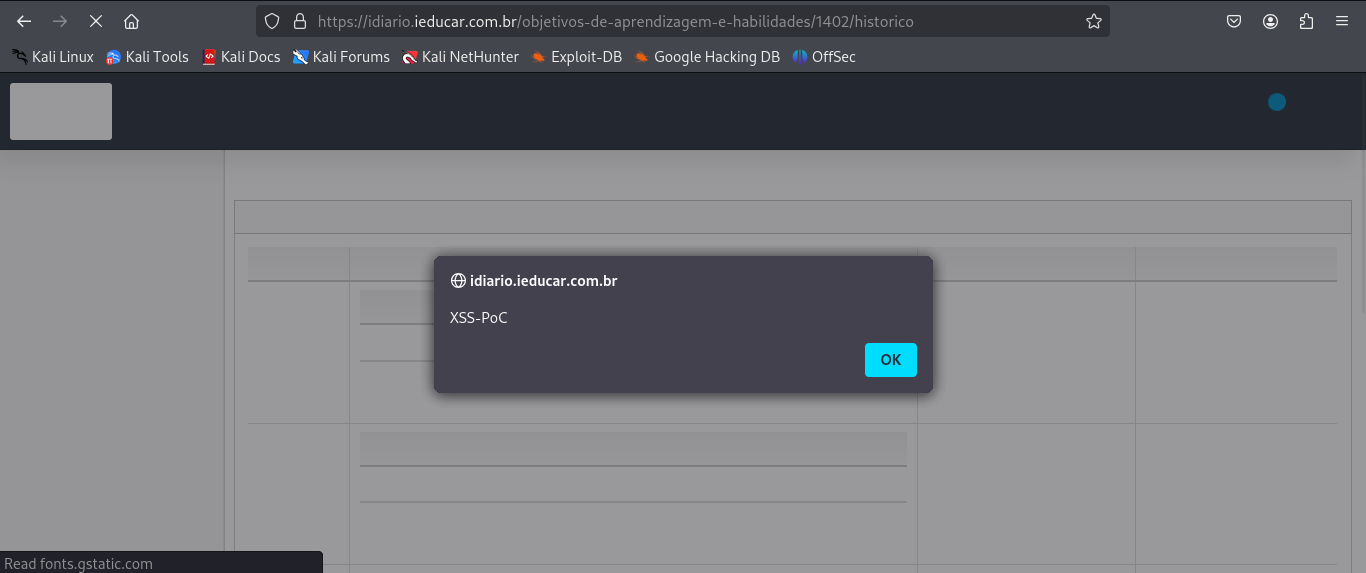 https://idiario.ieducar.com.br/objetivos-de-aprendizagem-e-habilidades/1402/historico
Kali Linux Kali Tools Kali Docs Kali Forums Kali NetHunter Exploit-DB Google Hacking DB OffSec
idiario.ieducar.com.br
XSS-PoC
OK
Read fonts.gstatic.com